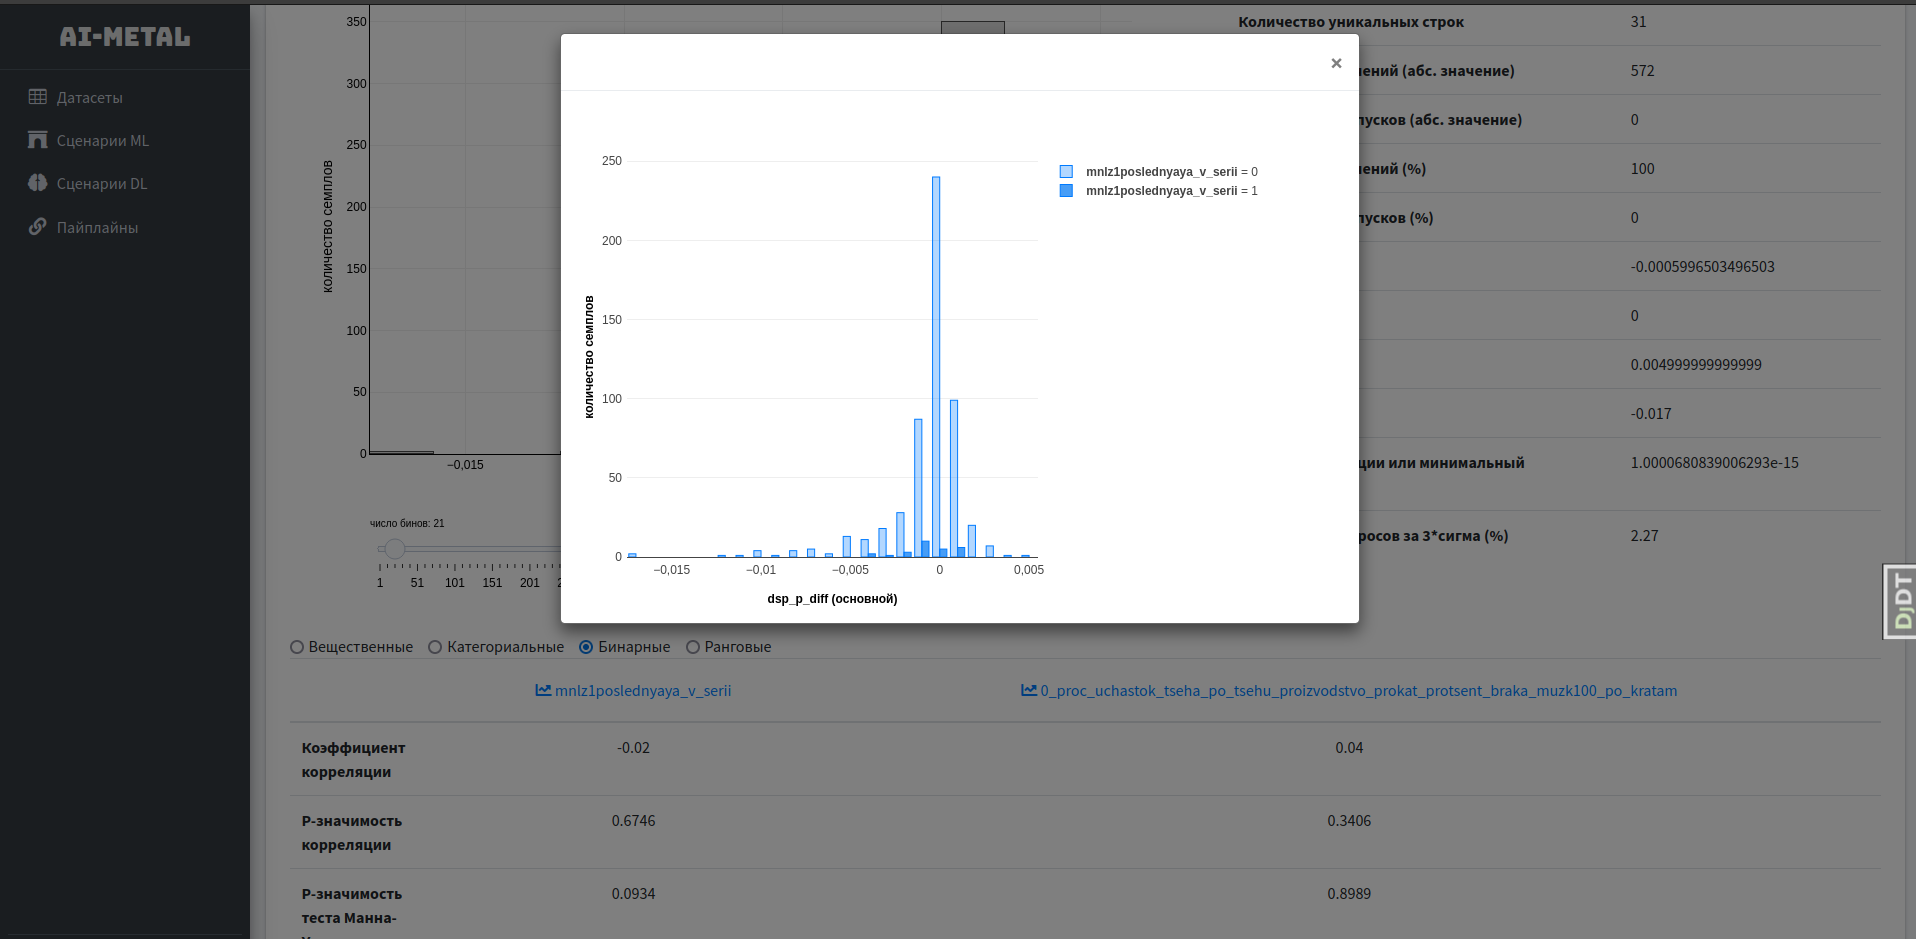 AI-METAL
Датасеты
Сценарии ML
Сценарии DL
Пайплайны
350
300
250
200
150
100
50
0
количество семплов
−0,015
число бинов: 21
1 51 101 151 201
×
250
200
150
100
50
0
количество семплов
−0,015 −0,01 −0,005 0 0,005
dsp_p_diff (основной)
mnlz1poslednyaya_v_serii = 0
mnlz1poslednyaya_v_serii = 1
Количество уникальных строк 31
ений (абс. значение) 572
пусков (абс. значение) 0
ений (%) 100
пусков (%) 0
-0.0005996503496503
0
0.004999999999999
-0.017
ции или минимальный 1.0000680839006293e-15
росов за 3*сигма (%) 2.27
DjDT
Вещественные Категориальные Бинарные Ранговые
mnlz1poslednyaya_v_serii 0_proc_uchastok_tseha_po_tsehu_proizvodstvo_prokat_protsent_braka_muzk100_po_kratam
Коэффициент
корреляции
-0.02 0.04
P-значимость
корреляции
0.6746 0.3406
P-значимость
теста Манна-
0.0934 0.8989